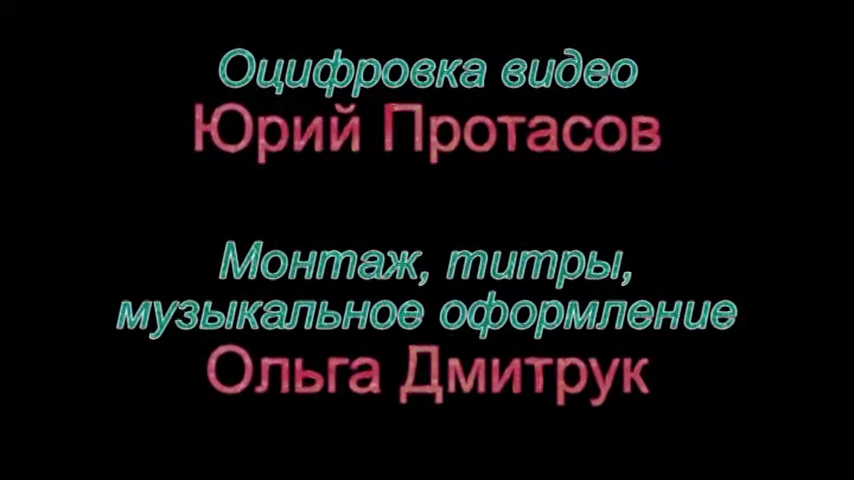 Оцифровка видео
Юрий Протасов
Монтаж, титры,
музыкальное оформление
Ольга Дмитрук